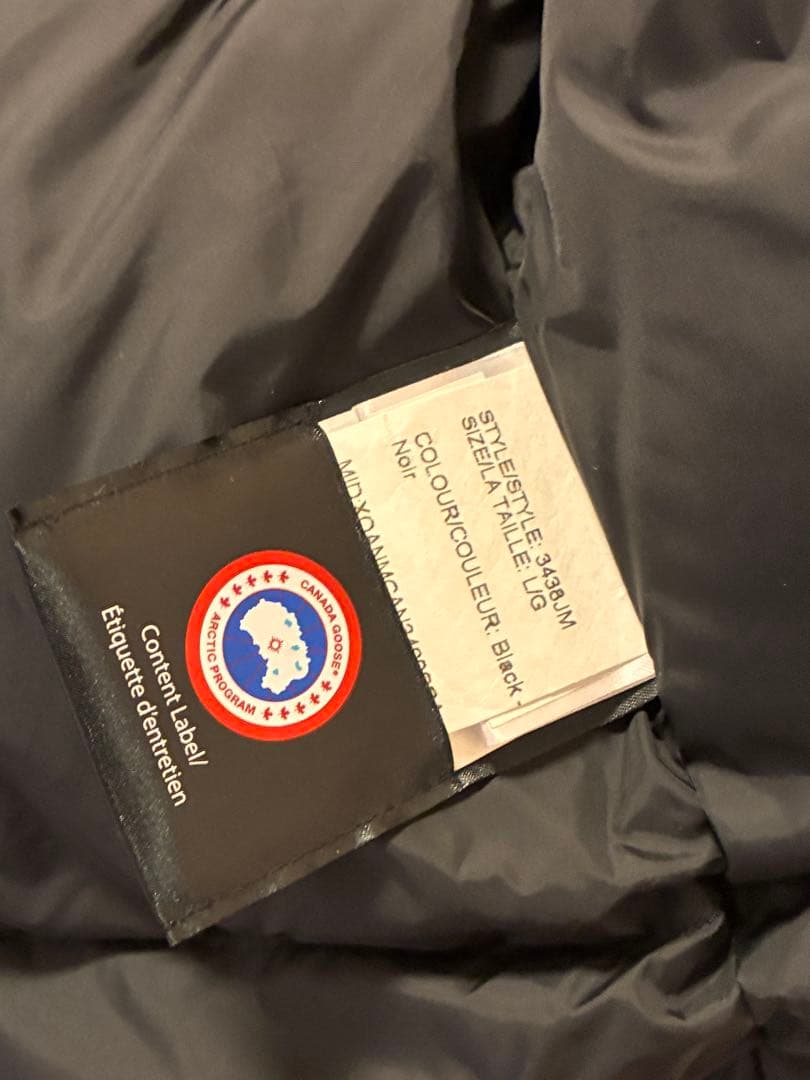 STYLE/STYLE: 3438JM
SIZE/LA TAILLE: L/G
COLOUR/COULEUR: Black -
Noir
CANADA GOOSE®
ARCTIC PROGRAM
Content Label/
Étiquette d'entretien